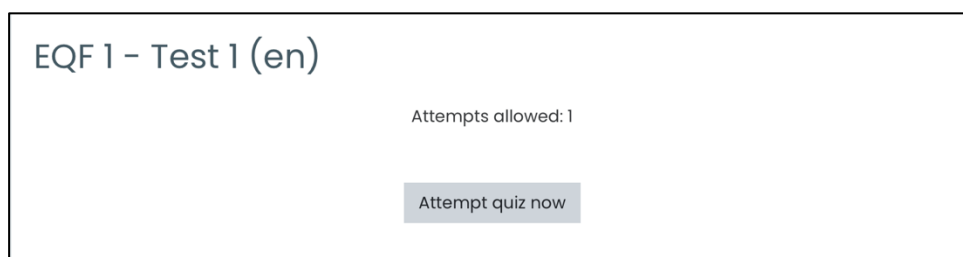 EQF 1 - Test 1 (en)
Attempts allowed: 1
Attempt quiz now